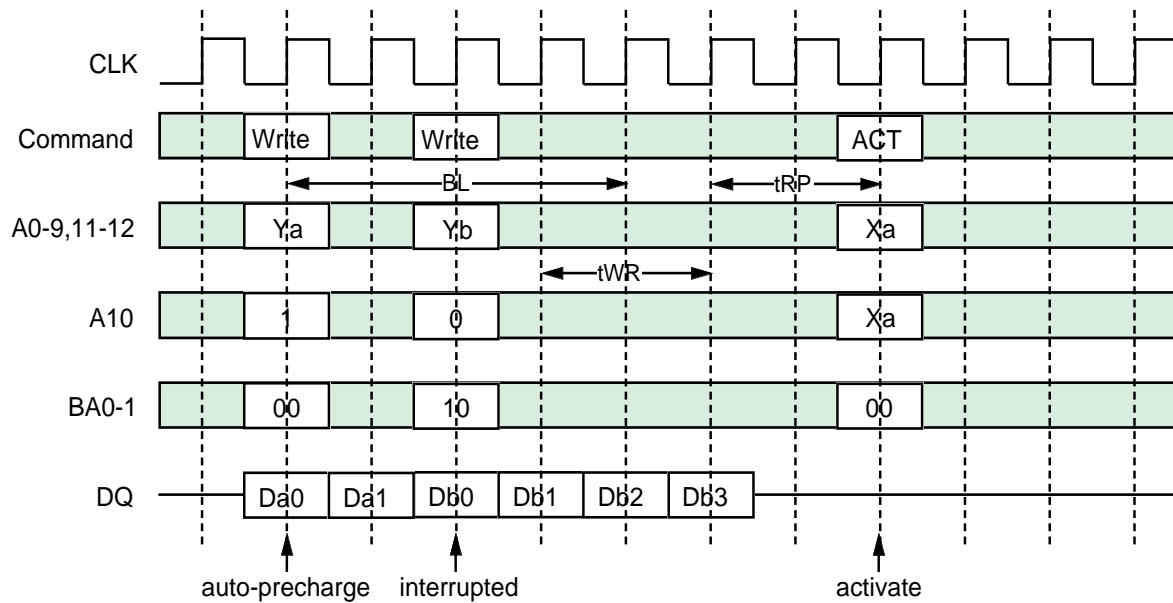 CLK
Command Write Write ACT
BL tRP
A0-9,11-12 Ya Yb Xa
tWR
A10 1 0 Xa
BA0-1 00 10 00
DQ Da0 Da1 Db0 Db1 Db2 Db3
auto-precharge interrupted activate